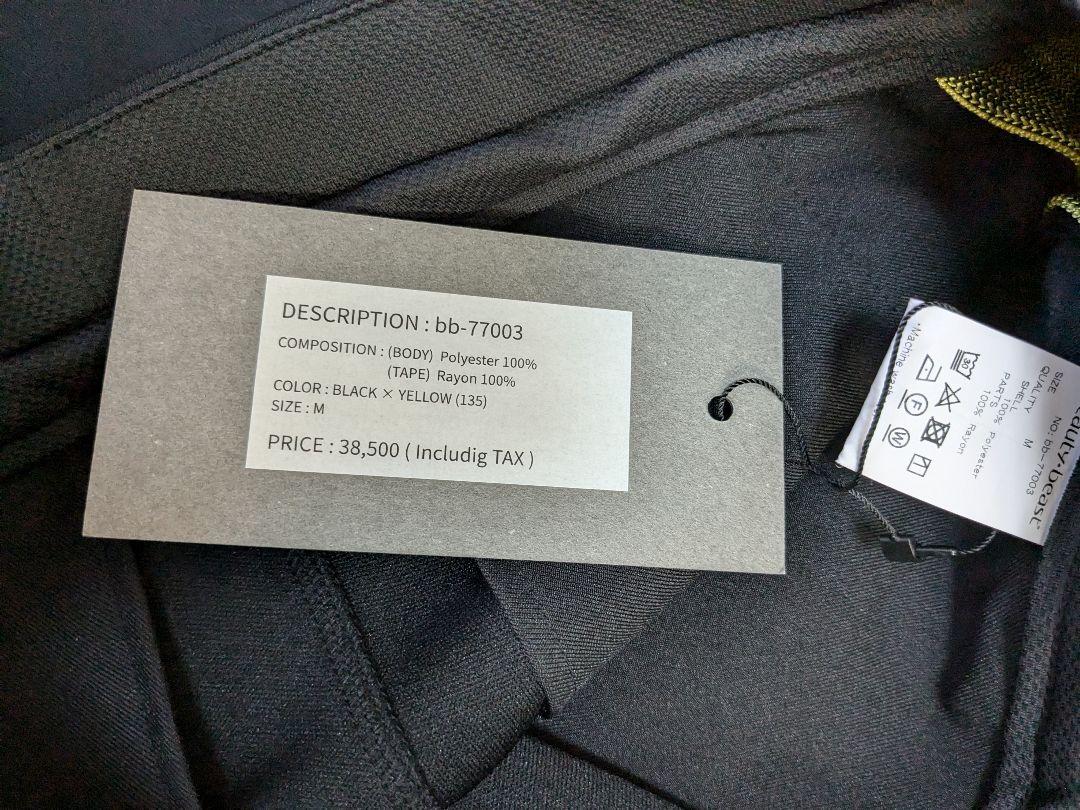 DESCRIPTION : bb-77003
COMPOSITION : (BODY) Polyester 100%
(TAPE) Rayon 100%
COLOR : BLACK × YELLOW (135)
SIZE : M
PRICE : 38,500 ( Includig TAX )
NO: bb-77003
SIZE M
QUALITY
SHELL
100% Polyester
PARTS
100% Rayon
30
F
W